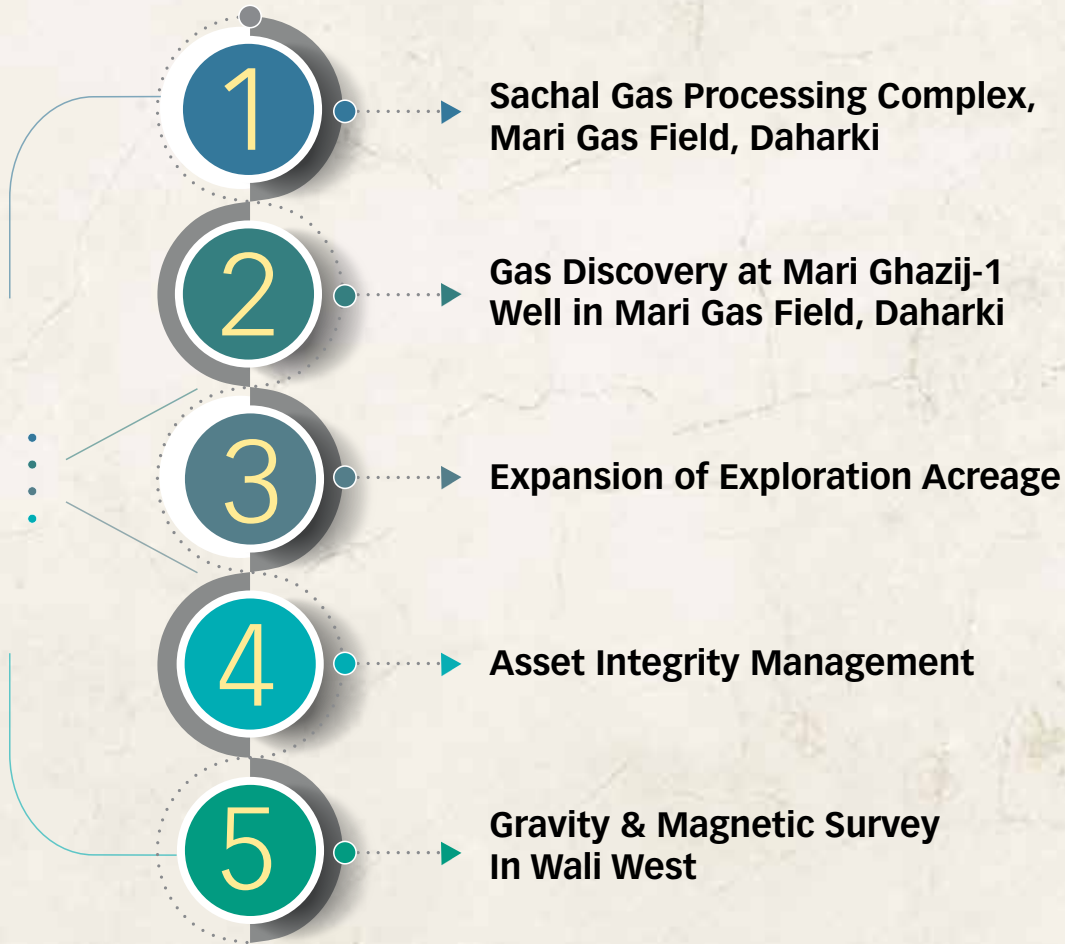 1
Sachal Gas Processing Complex,
Mari Gas Field, Daharki
2
Gas Discovery at Mari Ghazij-1
Well in Mari Gas Field, Daharki
3
Expansion of Exploration Acreage
4
Asset Integrity Management
5
Gravity & Magnetic Survey
In Wali West